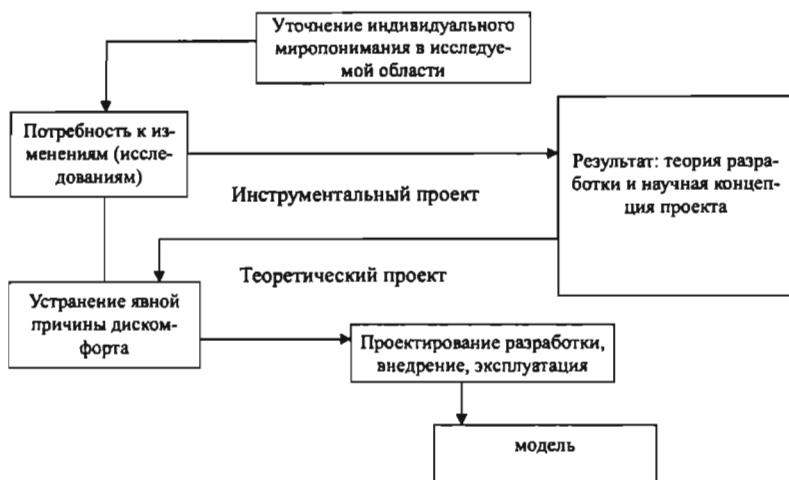 Уточнение индивидуального
миропонимания в исследуе-
мой области
Потребность к из-
менениям (иссле-
дованиям)
Результат: теория разра-
ботки и научная концеп-
ция проекта
Инструментальный проект
Теоретический проект
Устранение явной
причины диском-
форта
Проектирование разработки,
внедрение, эксплуатация
модель